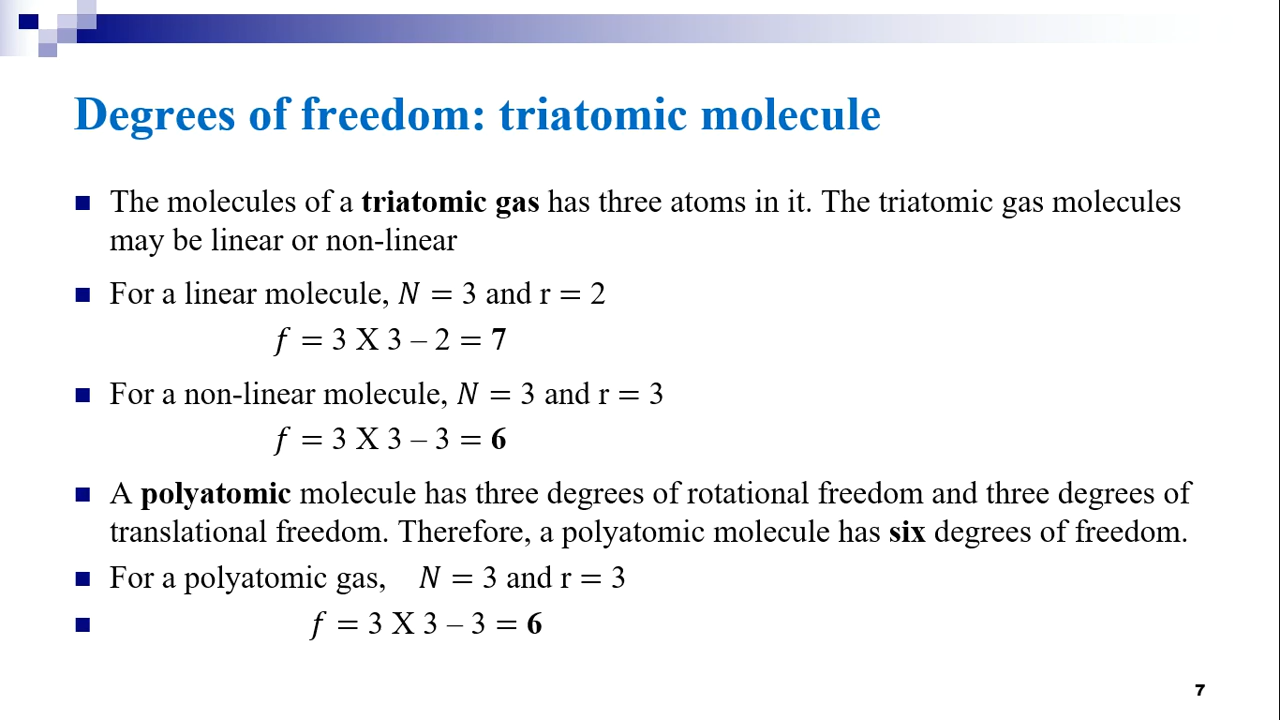 Degrees of freedom: triatomic molecule
The molecules of a triatomic gas has three atoms in it. The triatomic gas molecules
may be linear or non-linear
For a linear molecule, N = 3 and r = 2
f = 3 X 3 – 2 = 7
For a non-linear molecule, N = 3 and r = 3
f = 3 X 3 – 3 = 6
A polyatomic molecule has three degrees of rotational freedom and three degrees of
translational freedom. Therefore, a polyatomic molecule has six degrees of freedom.
For a polyatomic gas, N = 3 and r = 3
f = 3 X 3 – 3 = 6
7